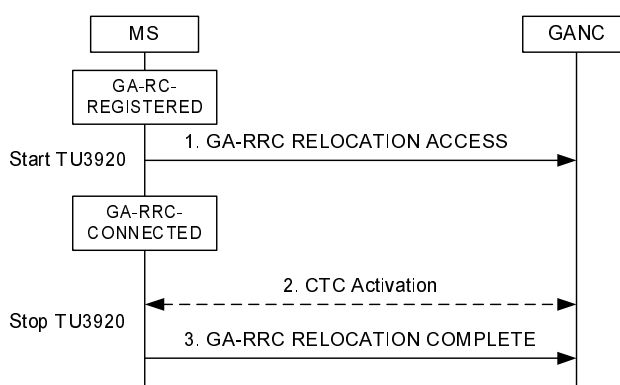 MS
GANC
GA-RC-
REGISTERED
1. GA-RRC RELOCATION ACCESS
Start TU3920
GA-RRC-
CONNECTED
2. CTC Activation
Stop TU3920
3. GA-RRC RELOCATION COMPLETE